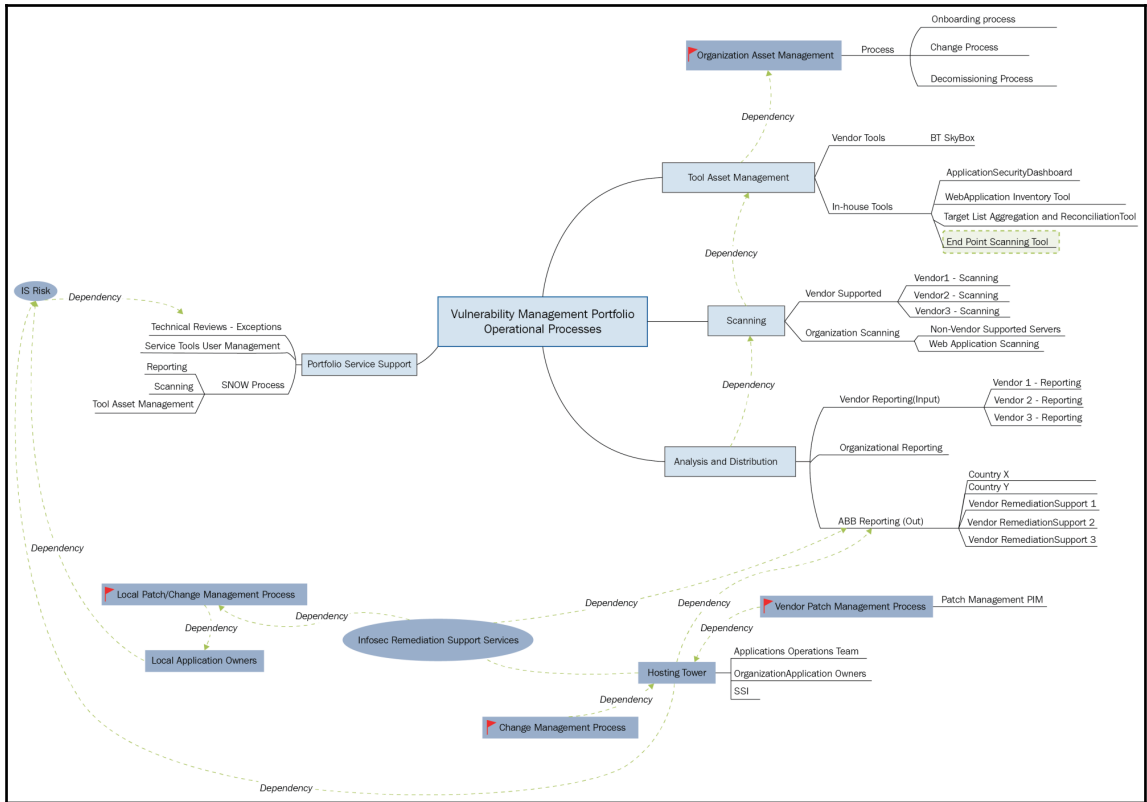 Onboarding process
Organization Asset Management
Process
Change Process
Decomissioning Process
Dependency
Vendor Tools
BT SkyBox
Tool Asset Management
ApplicationSecurityDashboard
WebApplication Inventory Tool
In-house Tools
Target List Aggregation and ReconciliationTool
End Point Scanning Tool
Dependency
IS Risk
Dependency
Vendor Supported
Vendor1 - Scanning
Vendor2 - Scanning
Vendor3 - Scanning
Vulnerability Management Portfolio
Operational Processes
Scanning
Technical Reviews - Exceptions
Organization Scanning
Non-Vendor Supported Servers
Web Application Scanning
Service Tools User Management
Portfolio Service Support
Reporting
Scanning
SNOW Process
Tool Asset Management
Dependency
Vendor Reporting(Input)
Vendor 1 - Reporting
Vendor 2 - Reporting
Vendor 3 - Reporting
Organizational Reporting
Analysis and Distribution
Country X
Country Y
Vendor RemediationSupport 1
ABB Reporting (Out)
Vendor RemediationSupport 2
Vendor RemediationSupport 3
Dependency
Local Patch/Change Management Process
Dependency
Dependency
Dependency
Vendor Patch Management Process
Patch Management PIM
Dependency
Infosec Remediation Support Services
Dependency
Local Application Owners
Applications Operations Team
Hosting Tower
OrganizationApplication Owners
SSI
Dependency
Change Management Process
Dependency